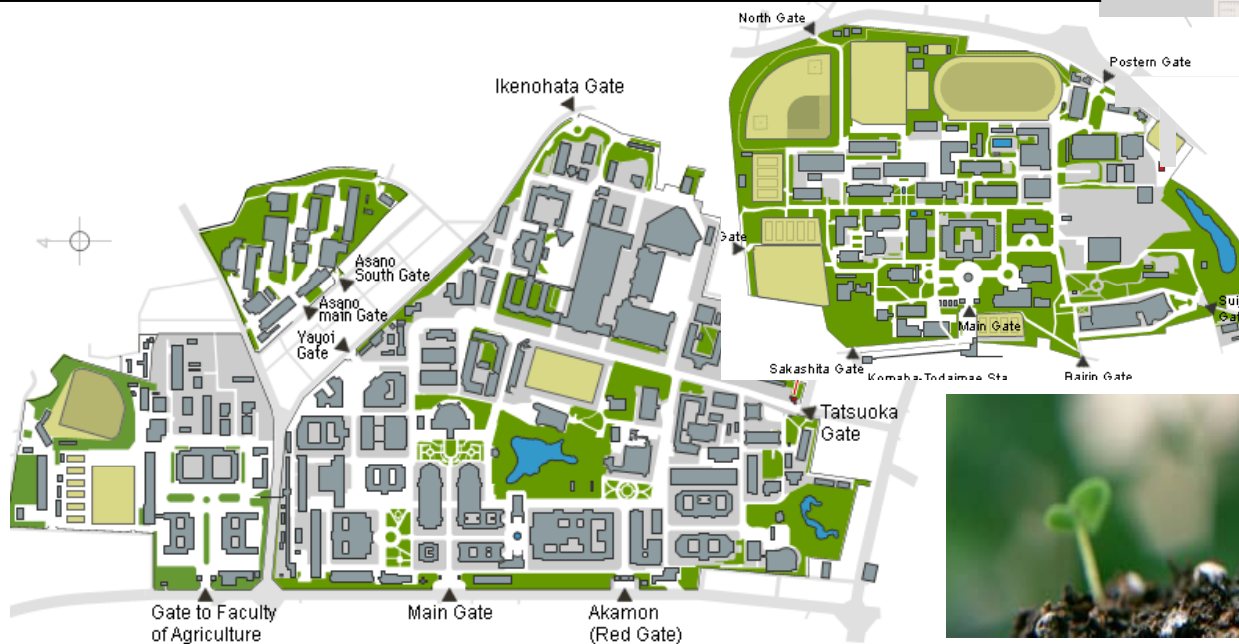 North Gate
Postern Gate
Ikenohata Gate
Gate
Asano
South Gate
Asano
main Gate
Yayoi
Gate
Main Gate
Sakashita Gate
Komaba-Todaimae Sta
Bairin Gate
Tatsuoka
Gate
Gate to Faculty
of Agriculture
Main Gate
Akamon
(Red Gate)